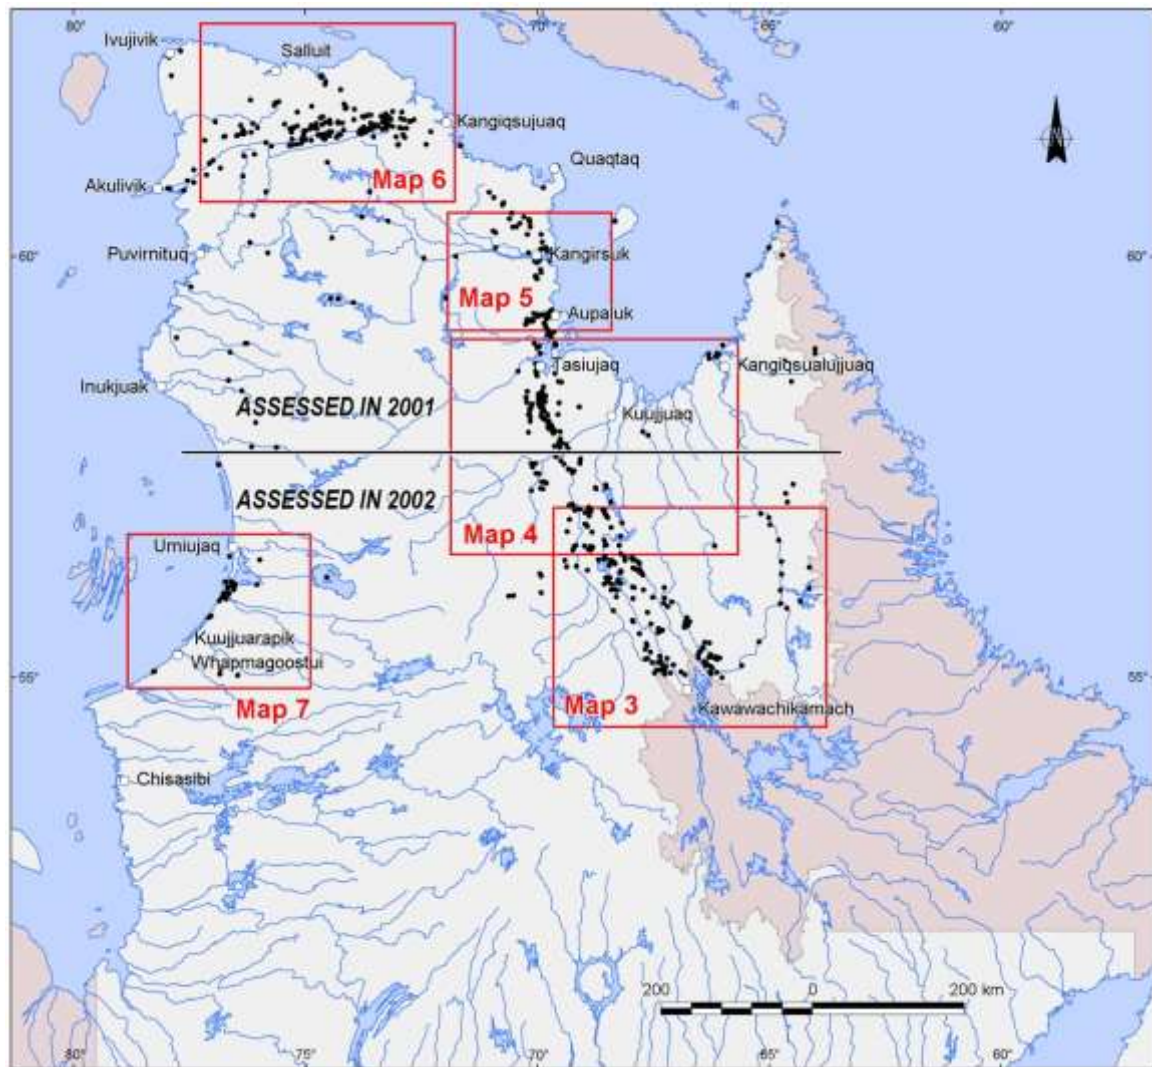 80°
75°
70°
65°
60°
Ivujivik
Salluit
Kangiqsujuaq
Quaqtaq
Akulivik
Map 6
60°
Puvirnituq
Kangirsuk
60°
Map 5
Aupaluk
Tasiujaq
Kangiqsualujjuaq
Inukjuak
ASSESSED IN 2001
Kuujjuaq
ASSESSED IN 2002
Map 4
Umiujaq
Kuujjuarapik
Whapmagoostui
55°
55°
Map 7
Map 3
Kawawachikamach
Chisasibi
200
0
200 km
80°
75°
70°
65°
60°